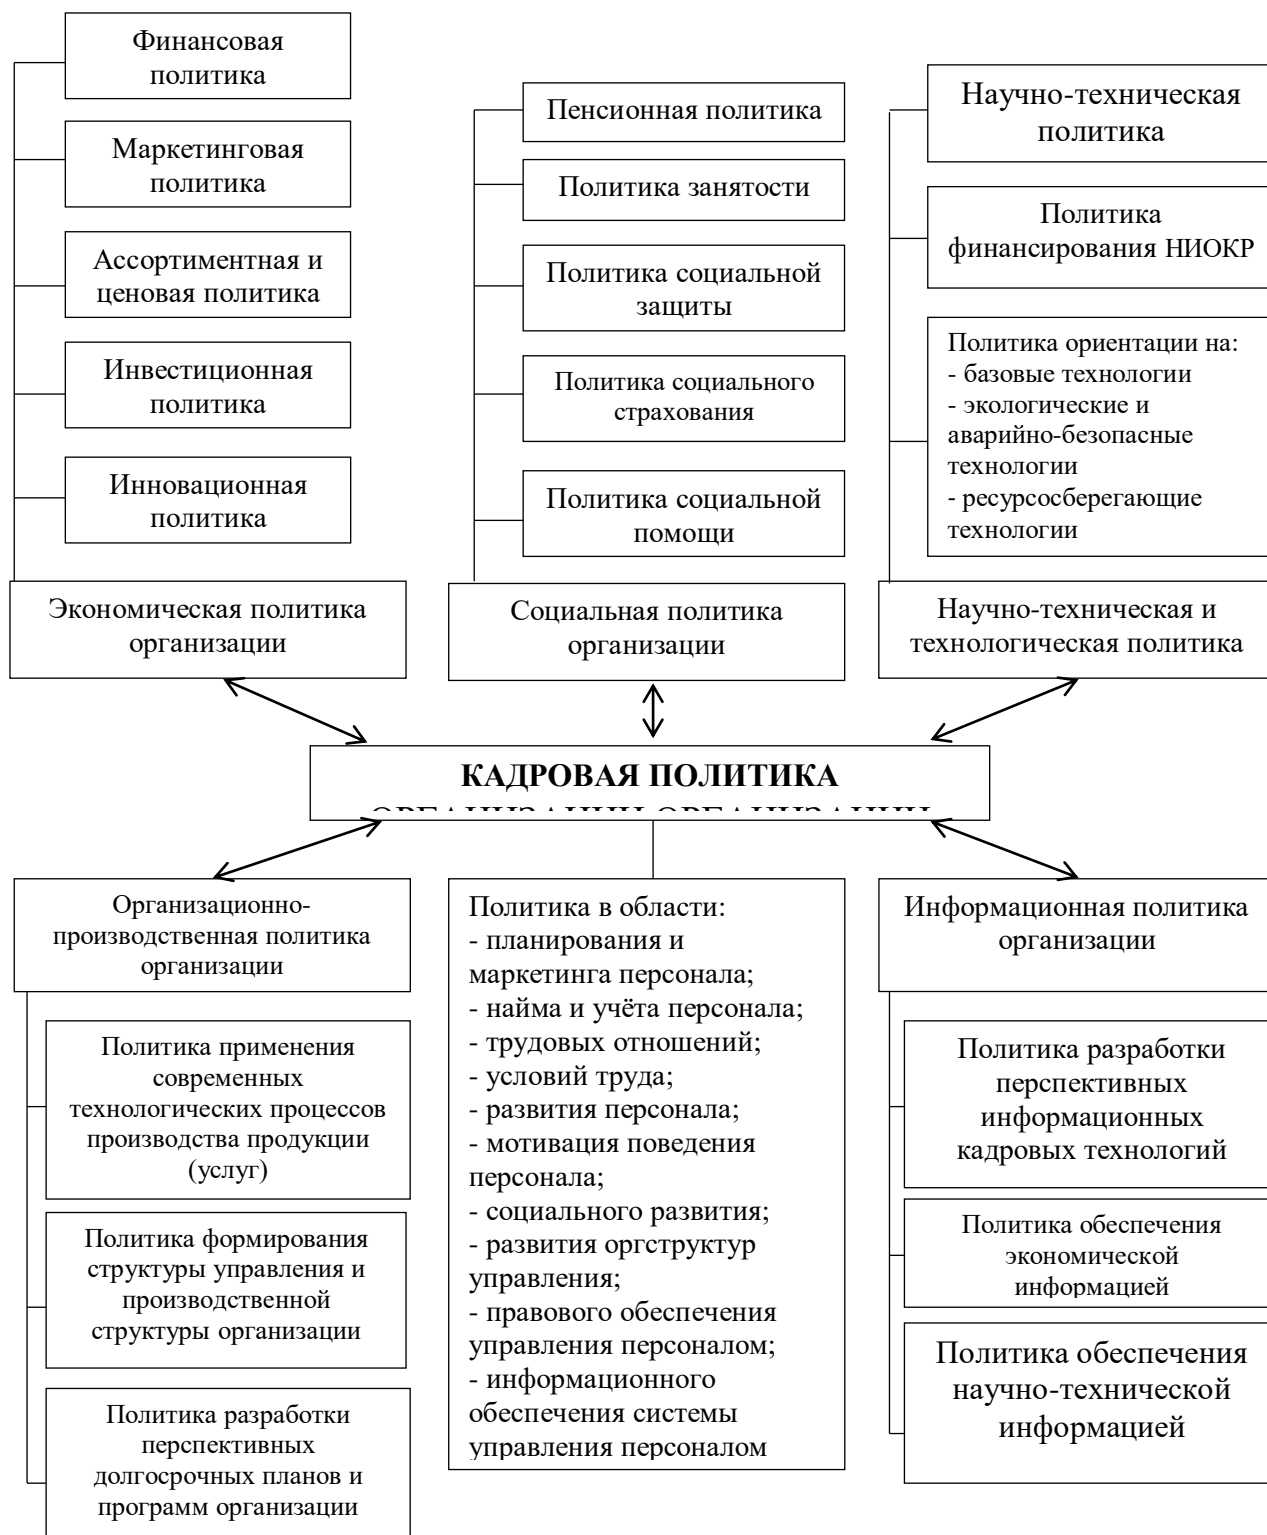 Финансовая
политика
Маркетинговая
политика
Ассортиментная и
ценовая политика
Инвестиционная
политика
Инновационная
политика
Экономическая политика
организации
Пенсионная политика
Политика занятости
Политика социальной
защиты
Политика социального
страхования
Политика социальной
помощи
Социальная политика
организации
Научно-техническая
политика
Политика
финансирования НИОКР
Политика ориентации на:
- базовые технологии
- экологические и
аварийно-безопасные
технологии
- ресурсосберегающие
технологии
Научно-техническая и
технологическая политика
КАДРОВАЯ ПОЛИТИКА
ОРГАНИЗАЦИИ ОРГАНИЗАЦИИ
Организационно-
производственная политика
организации
Политика применения
современных
технологических процессов
производства продукции
(услуг)
Политика формирования
структуры управления и
производственной
структуры организации
Политика разработки
перспективных
долгосрочных планов и
программ организации
Политика в области:
- планирования и
маркетинга персонала;
- найма и учёта персонала;
- трудовых отношений;
- условий труда;
- развития персонала;
- мотивация поведения
персонала;
- социального развития;
- развития оргструктур
управления;
- правового обеспечения
управления персоналом;
- информационного
обеспечения системы
управления персоналом
Информационная политика
организации
Политика разработки
перспективных
информационных
кадровых технологий
Политика обеспечения
экономической
информацией
Политика обеспечения
научно-технической
информацией